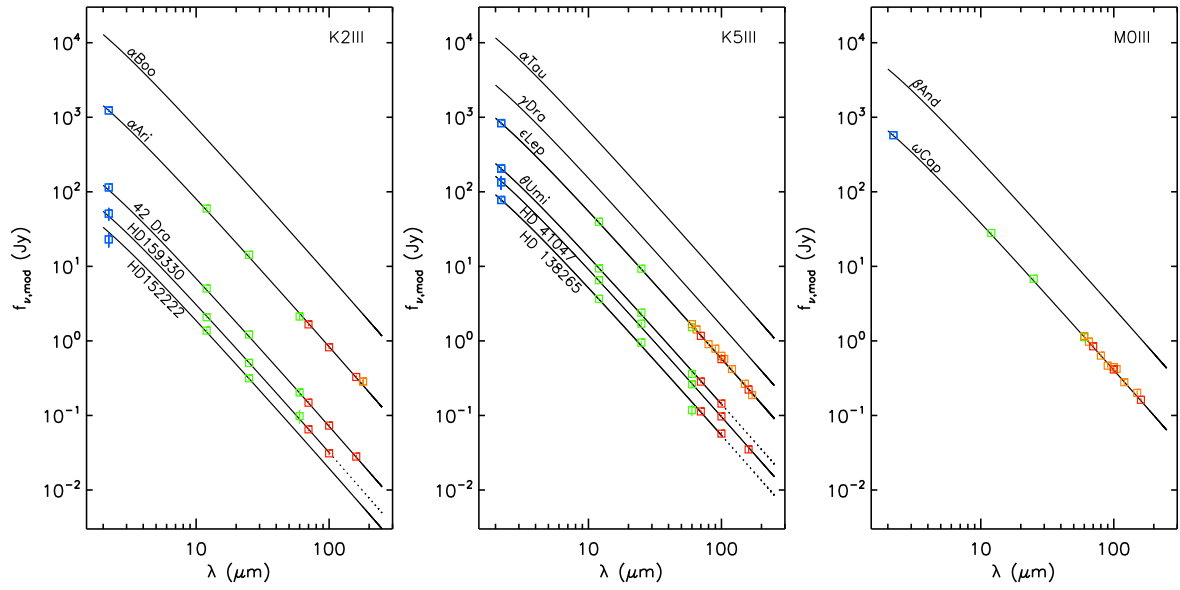 K2III
10⁴
10³
10²
10¹
10⁰
10⁻¹
10⁻²
fν,mod (Jy)
αBoo
αAri
42 Dra
HD159330
HD152222
10
100
λ (μm)
K5III
10⁴
10³
10²
10¹
10⁰
10⁻¹
10⁻²
fν,mod (Jy)
αTau
γDra
εLep
θUmi
HD 41047
HD 138265
10
100
λ (μm)
M0III
10⁴
10³
10²
10¹
10⁰
10⁻¹
10⁻²
fν,mod (Jy)
βAnd
ωCap
10
100
λ (μm)